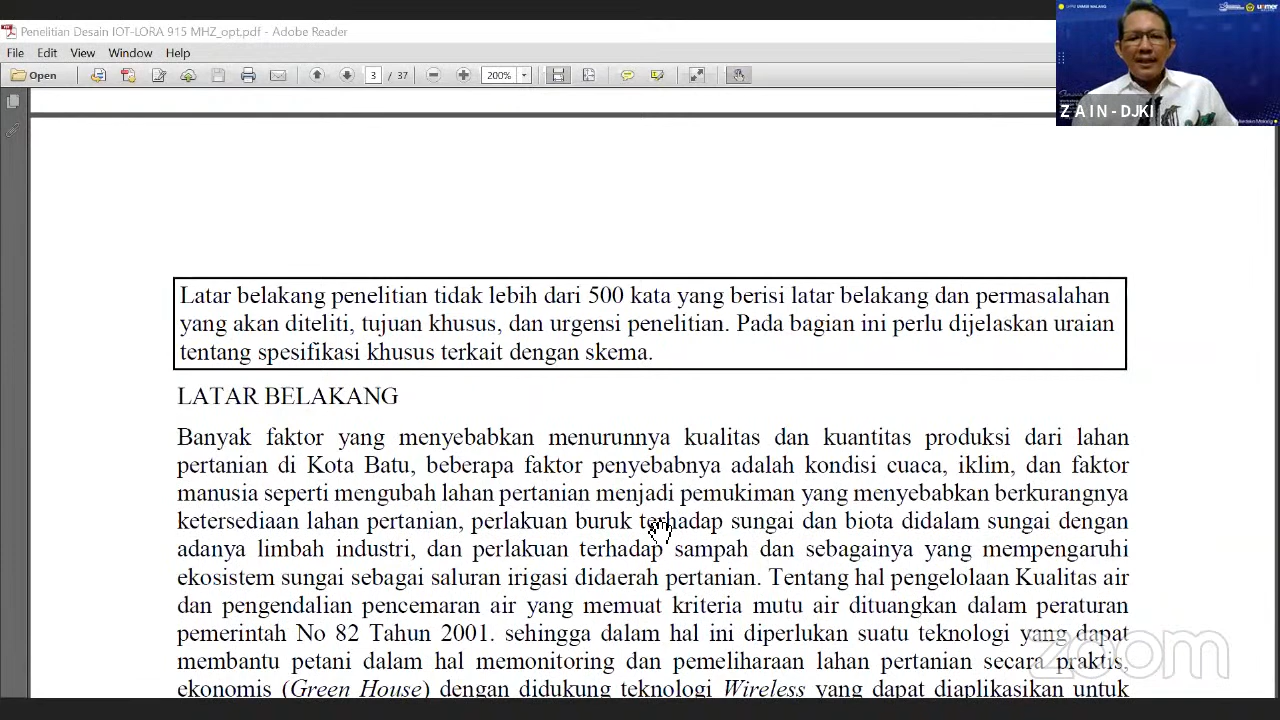 Penelitian Desain IOT-LORA 915 MHZ_opt.pdf - Adobe Reader
File Edit View Window Help
Open 3 / 37 200%
UNMER MALANG
unmer
Z A I N - DJKI
Latar belakang penelitian tidak lebih dari 500 kata yang berisi latar belakang dan permasalahan
yang akan diteliti, tujuan khusus, dan urgensi penelitian. Pada bagian ini perlu dijelaskan uraian
tentang spesifikasi khusus terkait dengan skema.
LATAR BELAKANG
Banyak faktor yang menyebabkan menurunnya kualitas dan kuantitas produksi dari lahan
pertanian di Kota Batu, beberapa faktor penyebabnya adalah kondisi cuaca, iklim, dan faktor
manusia seperti mengubah lahan pertanian menjadi pemukiman yang menyebabkan berkurangnya
ketersediaan lahan pertanian, perlakuan buruk terhadap sungai dan biota didalam sungai dengan
adanya limbah industri, dan perlakuan terhadap sampah dan sebagainya yang mempengaruhi
ekosistem sungai sebagai saluran irigasi didaerah pertanian. Tentang hal pengelolaan Kualitas air
dan pengendalian pencemaran air yang memuat kriteria mutu air dituangkan dalam peraturan
pemerintah No 82 Tahun 2001. sehingga dalam hal ini diperlukan suatu teknologi yang dapat
membantu petani dalam hal memonitoring dan pemeliharaan lahan pertanian secara praktis,
ekonomis (Green House) dengan didukung teknologi Wireless yang dapat diaplikasikan untuk
zoom